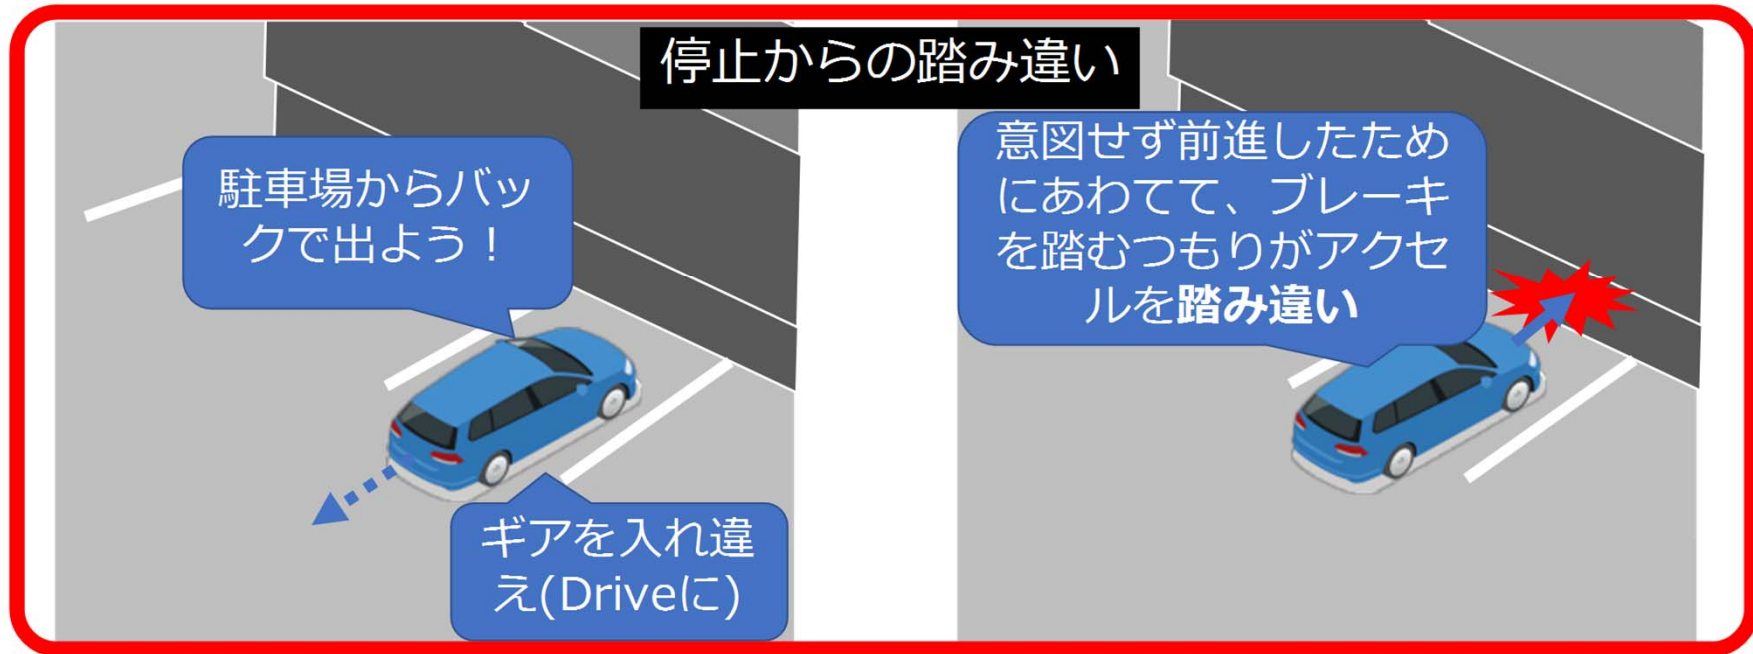 停止からの踏み違い
駐車場からバッ
クで出よう！
ギアを入れ違
え(Driveに)
意図せず前進したため
にあわてて、ブレーキ
を踏むつもりがアクセ
ルを踏み違い